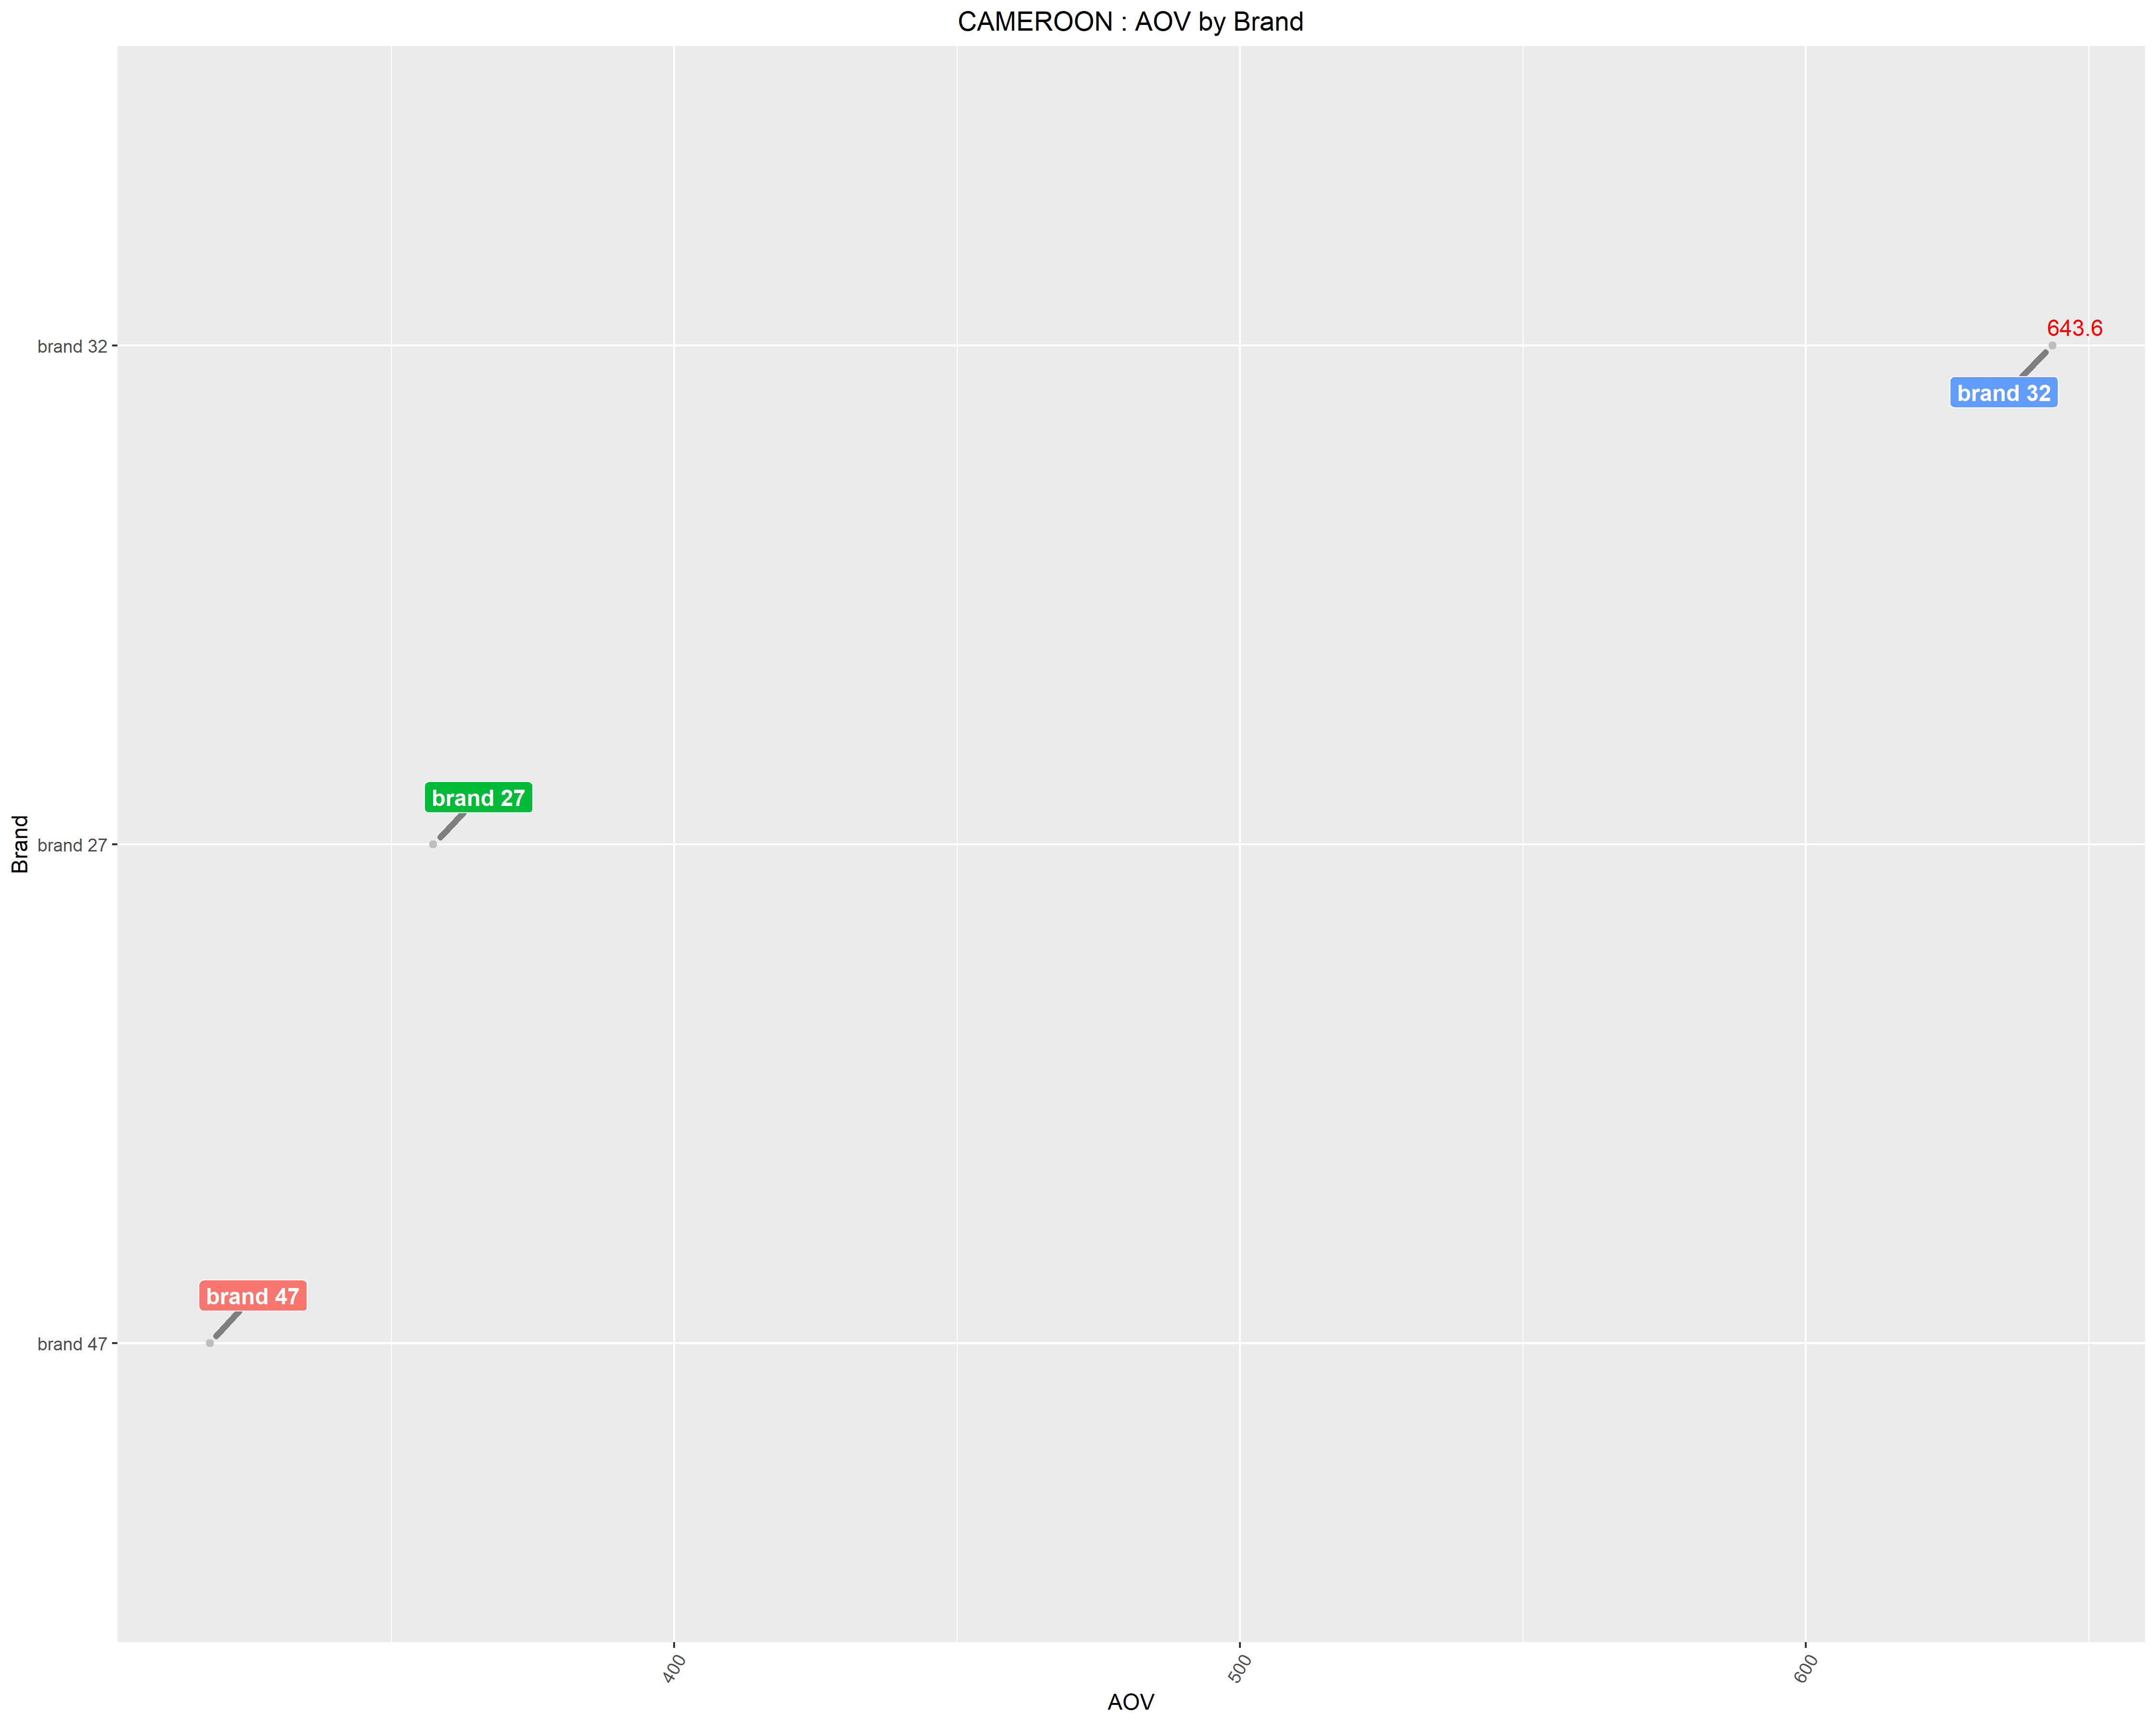 CAMEROON : AOV by Brand
643.6
brand 32
brand 32
brand 27
brand 27
Brand
brand 47
brand 47
400
500
600
AOV